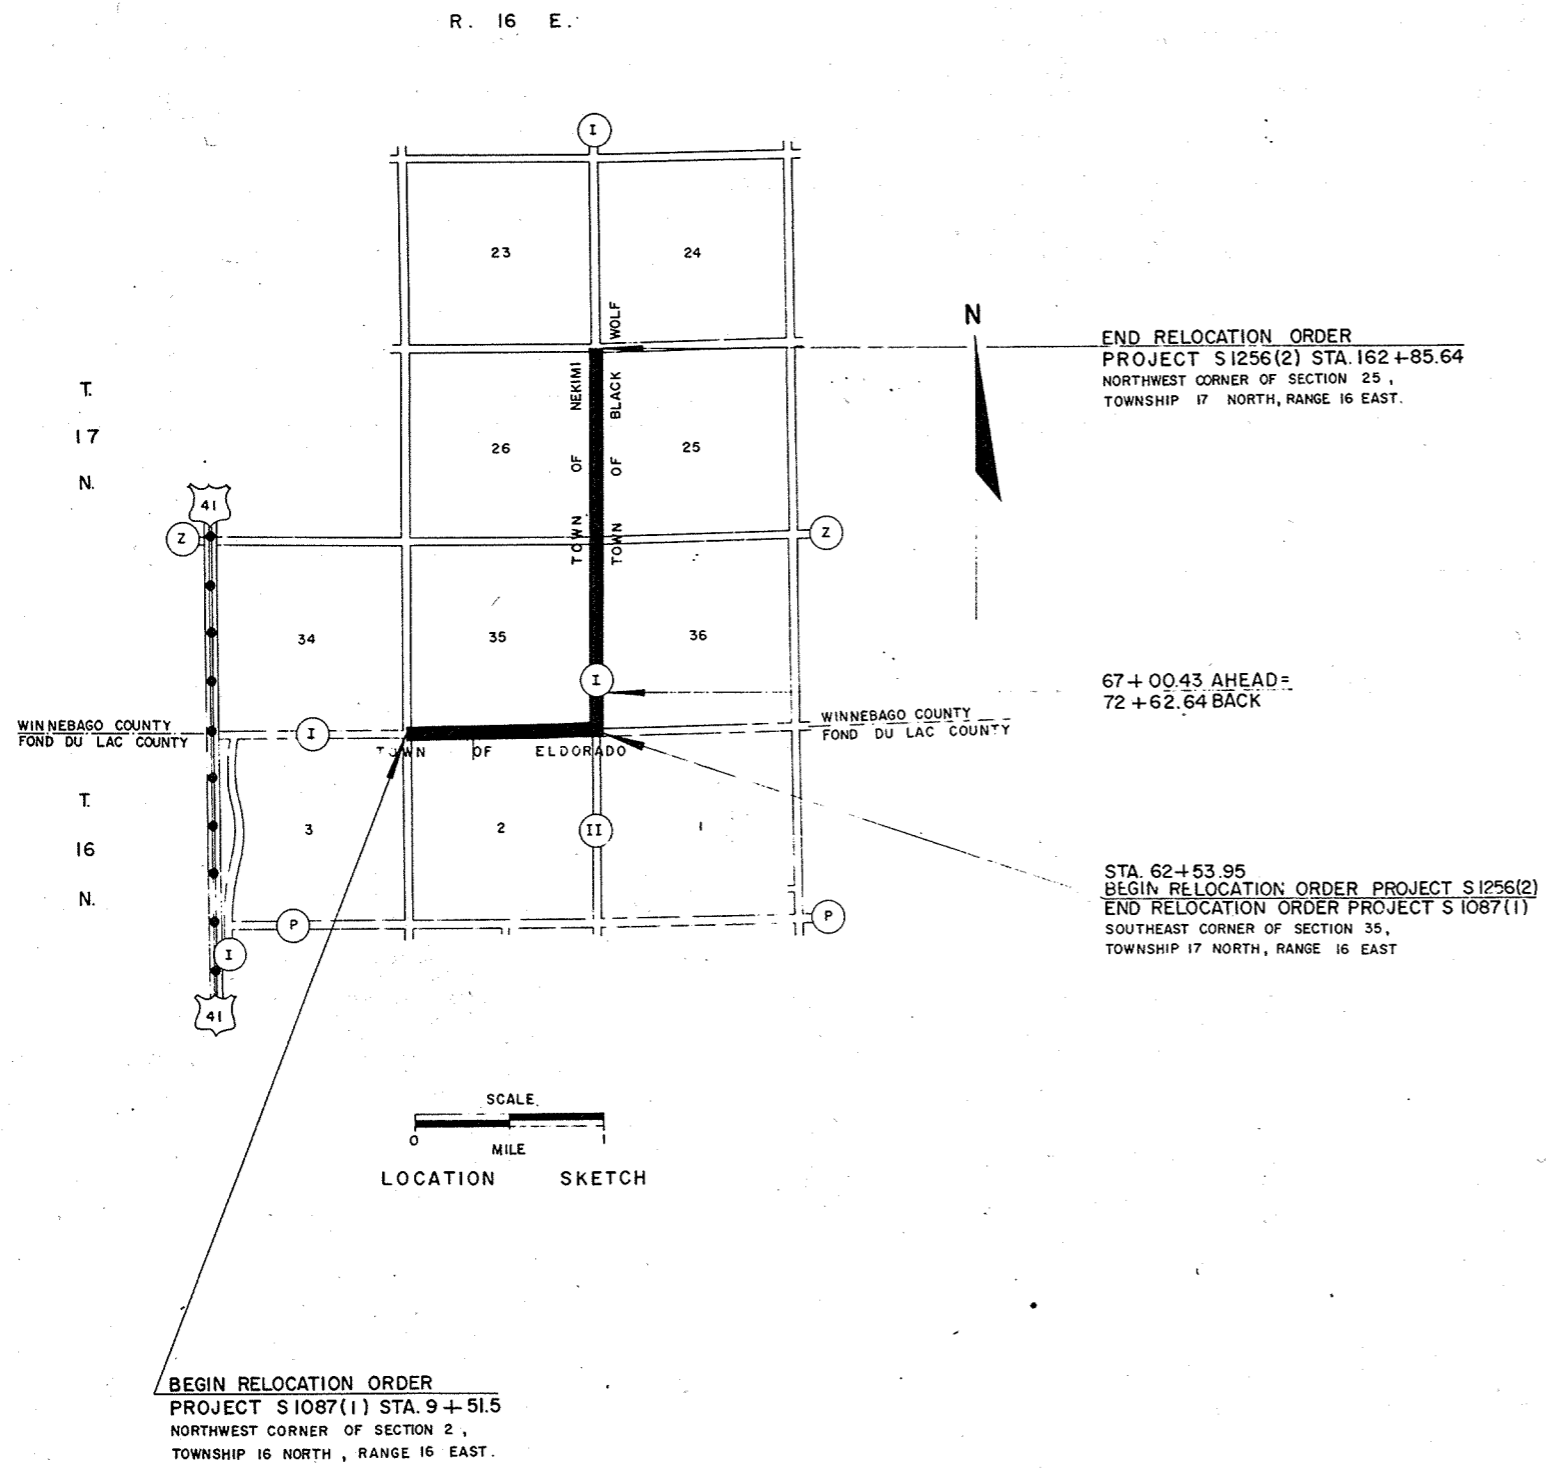 R. 16 E.
I
23
24
TOWN OF NEKIMI
TOWN OF BLACK WOLF
N
END RELOCATION ORDER
PROJECT S 1256(2) STA. 162+85.64
NORTHWEST CORNER OF SECTION 25,
TOWNSHIP 17 NORTH, RANGE 16 EAST.
T.
17
N.
26
25
41
Z
Z
34
35
36
I
67+00.43 AHEAD=
72+62.64 BACK
WINNEBAGO COUNTY
FOND DU LAC COUNTY
I
WINNEBAGO COUNTY
FOND DU LAC COUNTY
TOWN OF ELDORADO
T.
16
N.
3
2
II
1
STA. 62+53.95
BEGIN RELOCATION ORDER PROJECT S 1256(2)
END RELOCATION ORDER PROJECT S 1087(1)
SOUTHEAST CORNER OF SECTION 35,
TOWNSHIP 17 NORTH, RANGE 16 EAST
P
P
I
41
SCALE
0 1
MILE
LOCATION SKETCH
BEGIN RELOCATION ORDER
PROJECT S 1087(1) STA. 9+51.5
NORTHWEST CORNER OF SECTION 2,
TOWNSHIP 16 NORTH, RANGE 16 EAST.